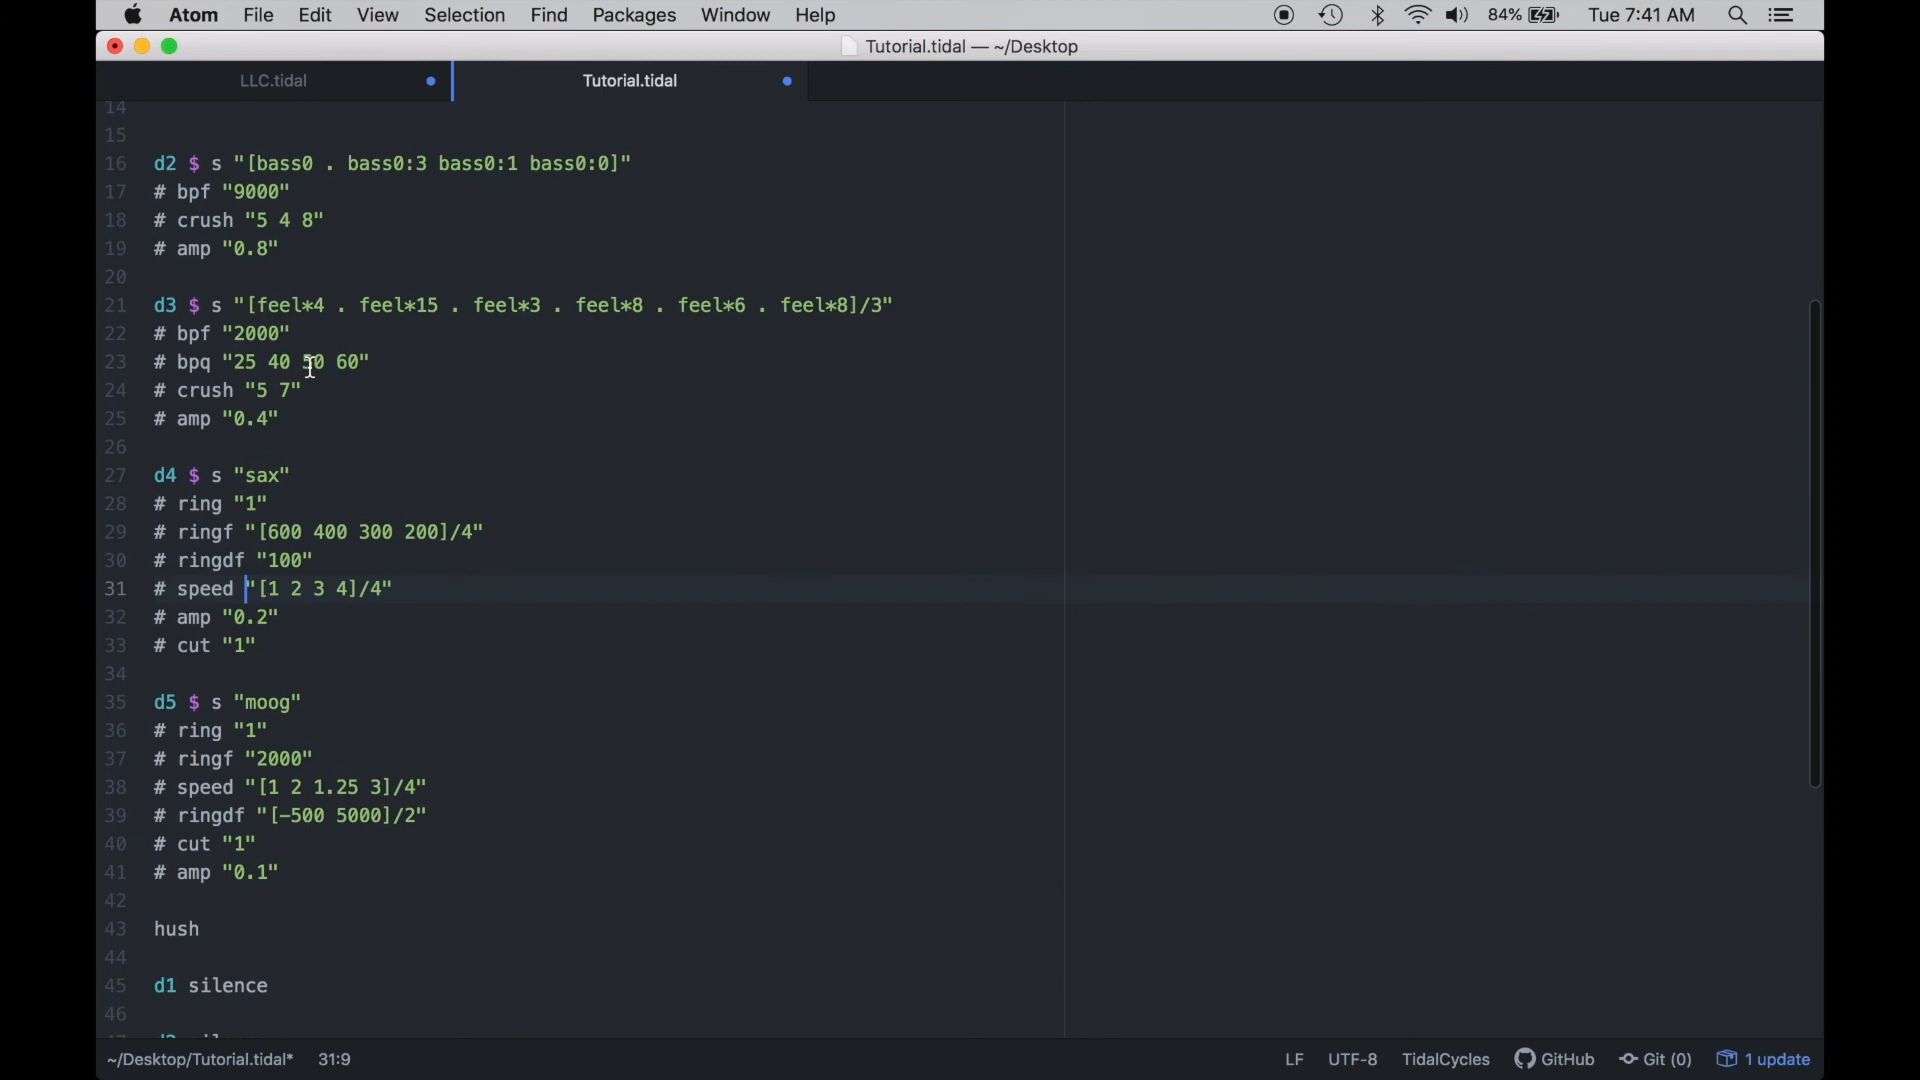 Atom File Edit View Selection Find Packages Window Help 84% Tue 7:41 AM
Tutorial.tidal — ~/Desktop
LLC.tidal Tutorial.tidal
14
15
16 d2 $ s "[bass0 . bass0:3 bass0:1 bass0:0]"
17 # bpf "9000"
18 # crush "5 4 8"
19 # amp "0.8"
20
21 d3 $ s "[feel*4 . feel*15 . feel*3 . feel*8 . feel*6 . feel*8]/3"
22 # bpf "2000"
23 # bpq "25 40 50 60"
24 # crush "5 7"
25 # amp "0.4"
26
27 d4 $ s "sax"
28 # ring "1"
29 # ringf "[600 400 300 200]/4"
30 # ringdf "100"
31 # speed "[1 2 3 4]/4"
32 # amp "0.2"
33 # cut "1"
34
35 d5 $ s "moog"
36 # ring "1"
37 # ringf "2000"
38 # speed "[1 2 1.25 3]/4"
39 # ringdf "[-500 5000]/2"
40 # cut "1"
41 # amp "0.1"
42
43 hush
44
45 d1 silence
46
~/Desktop/Tutorial.tidal* 31:9 LF UTF-8 TidalCycles GitHub Git (0) 1 update